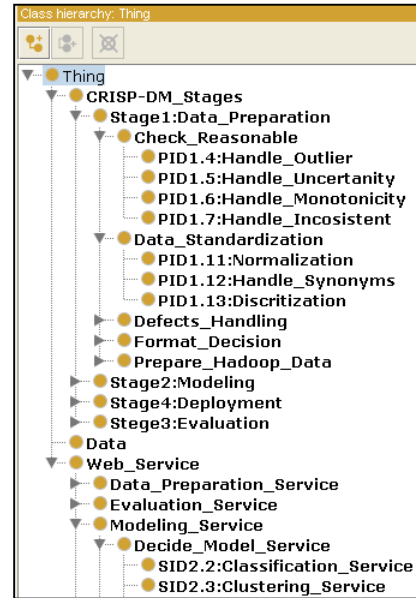 Class hierarchy: Thing
Thing
CRISP-DM_Stages
Stage1:Data_Preparation
Check_Reasonable
PID1.4:Handle_Outlier
PID1.5:Handle_Uncertanity
PID1.6:Handle_Monotonicity
PID1.7:Handle_Incosistent
Data_Standardization
PID1.11:Normalization
PID1.12:Handle_Synonyms
PID1.13:Discritization
Defects_Handling
Format_Decision
Prepare_Hadoop_Data
Stage2:Modeling
Stage4:Deployment
Stege3:Evaluation
Data
Web_Service
Data_Preparation_Service
Evaluation_Service
Modeling_Service
Decide_Model_Service
SID2.2:Classification_Service
SID2.3:Clustering_Service